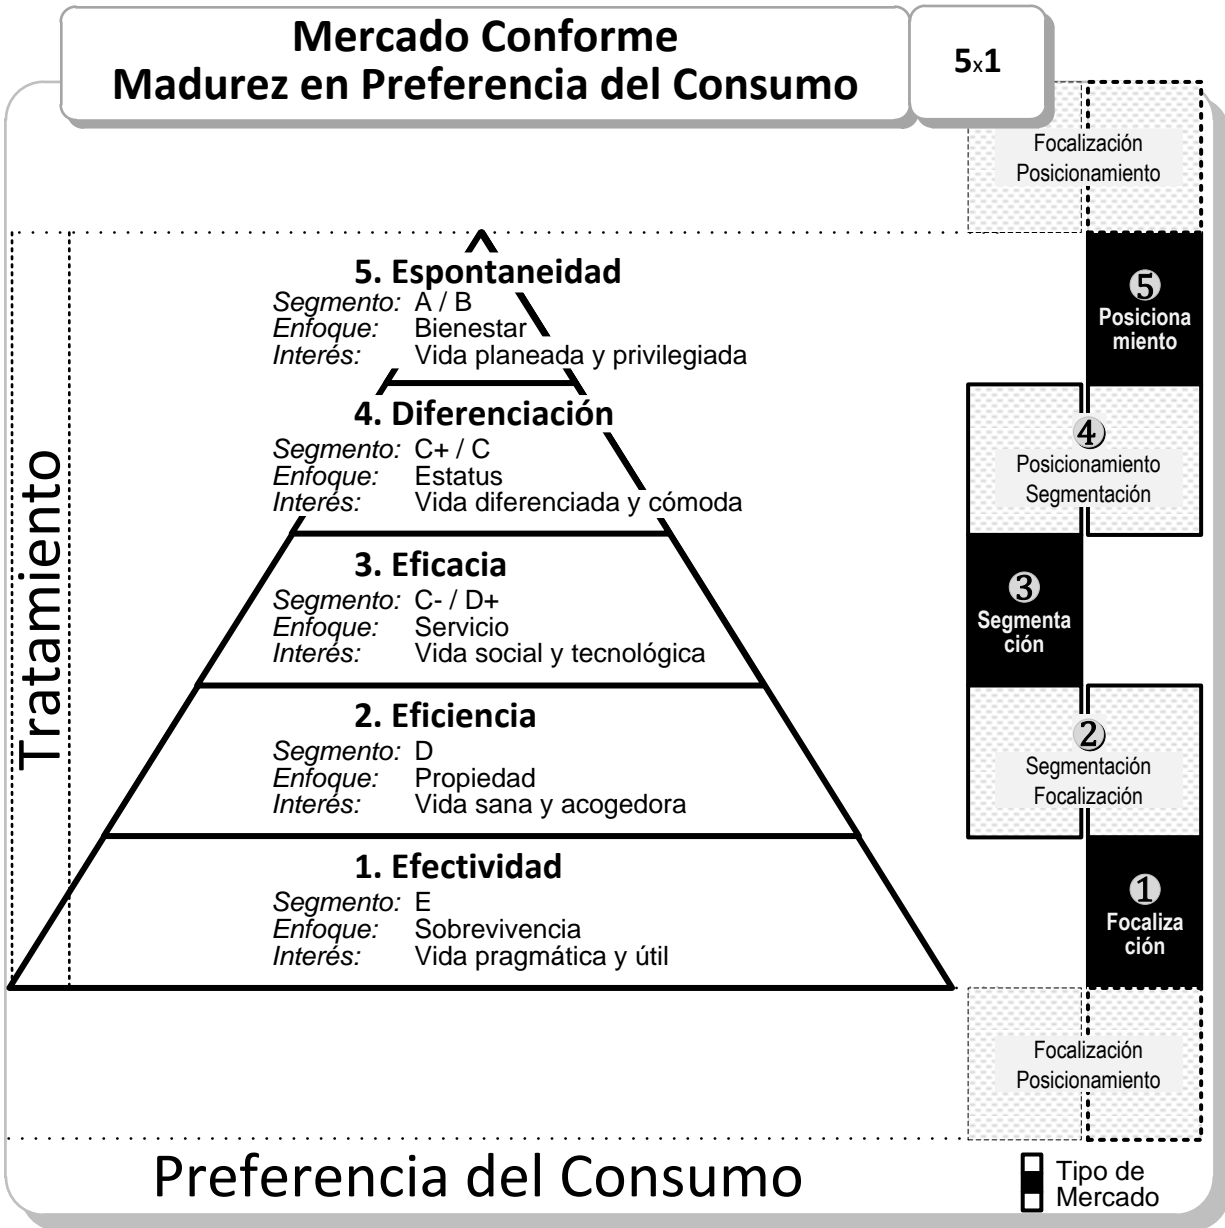 Mercado Conforme
Madurez en Preferencia del Consumo
5x1
Focalización
Posicionamiento
5. Espontaneidad
Segmento: A / B
Enfoque: Bienestar
Interés: Vida planeada y privilegiada
❺
Posiciona
miento
4. Diferenciación
Segmento: C+ / C
Enfoque: Estatus
Interés: Vida diferenciada y cómoda
④
Posicionamiento
Segmentación
3. Eficacia
Segmento: C- / D+
Enfoque: Servicio
Interés: Vida social y tecnológica
❸
Segmenta
ción
2. Eficiencia
Segmento: D
Enfoque: Propiedad
Interés: Vida sana y acogedora
②
Segmentación
Focalización
1. Efectividad
Segmento: E
Enfoque: Sobrevivencia
Interés: Vida pragmática y útil
❶
Focaliza
ción
Tratamiento
Focalización
Posicionamiento
Preferencia del Consumo
Tipo de
Mercado